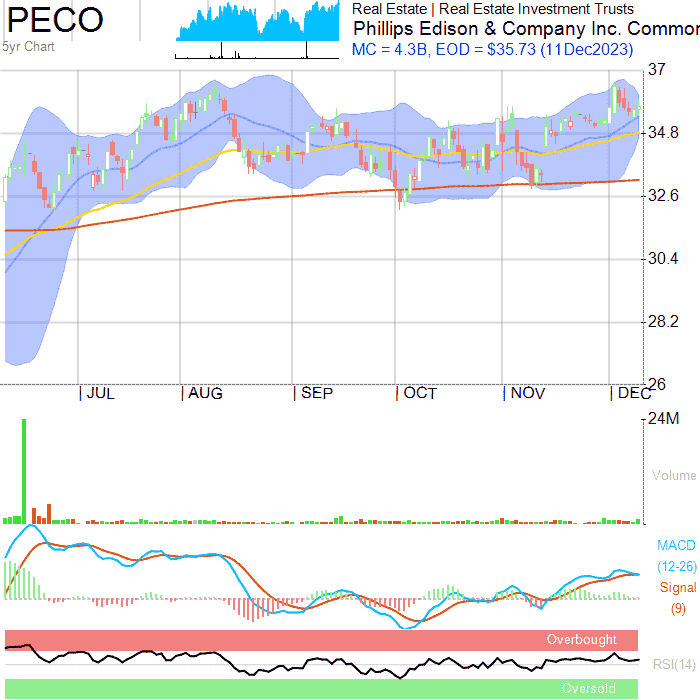 PECO
5yr Chart
Real Estate | Real Estate Investment Trusts
Phillips Edison & Company Inc. Common
MC = 4.3B, EOD = $35.73 (11Dec2023)
37
34.8
32.6
30.4
28.2
26
JUL AUG SEP OCT NOV DEC
24M
Volume
MACD
(12-26)
Signal
(9)
Overbought
RSI(14)
Oversold